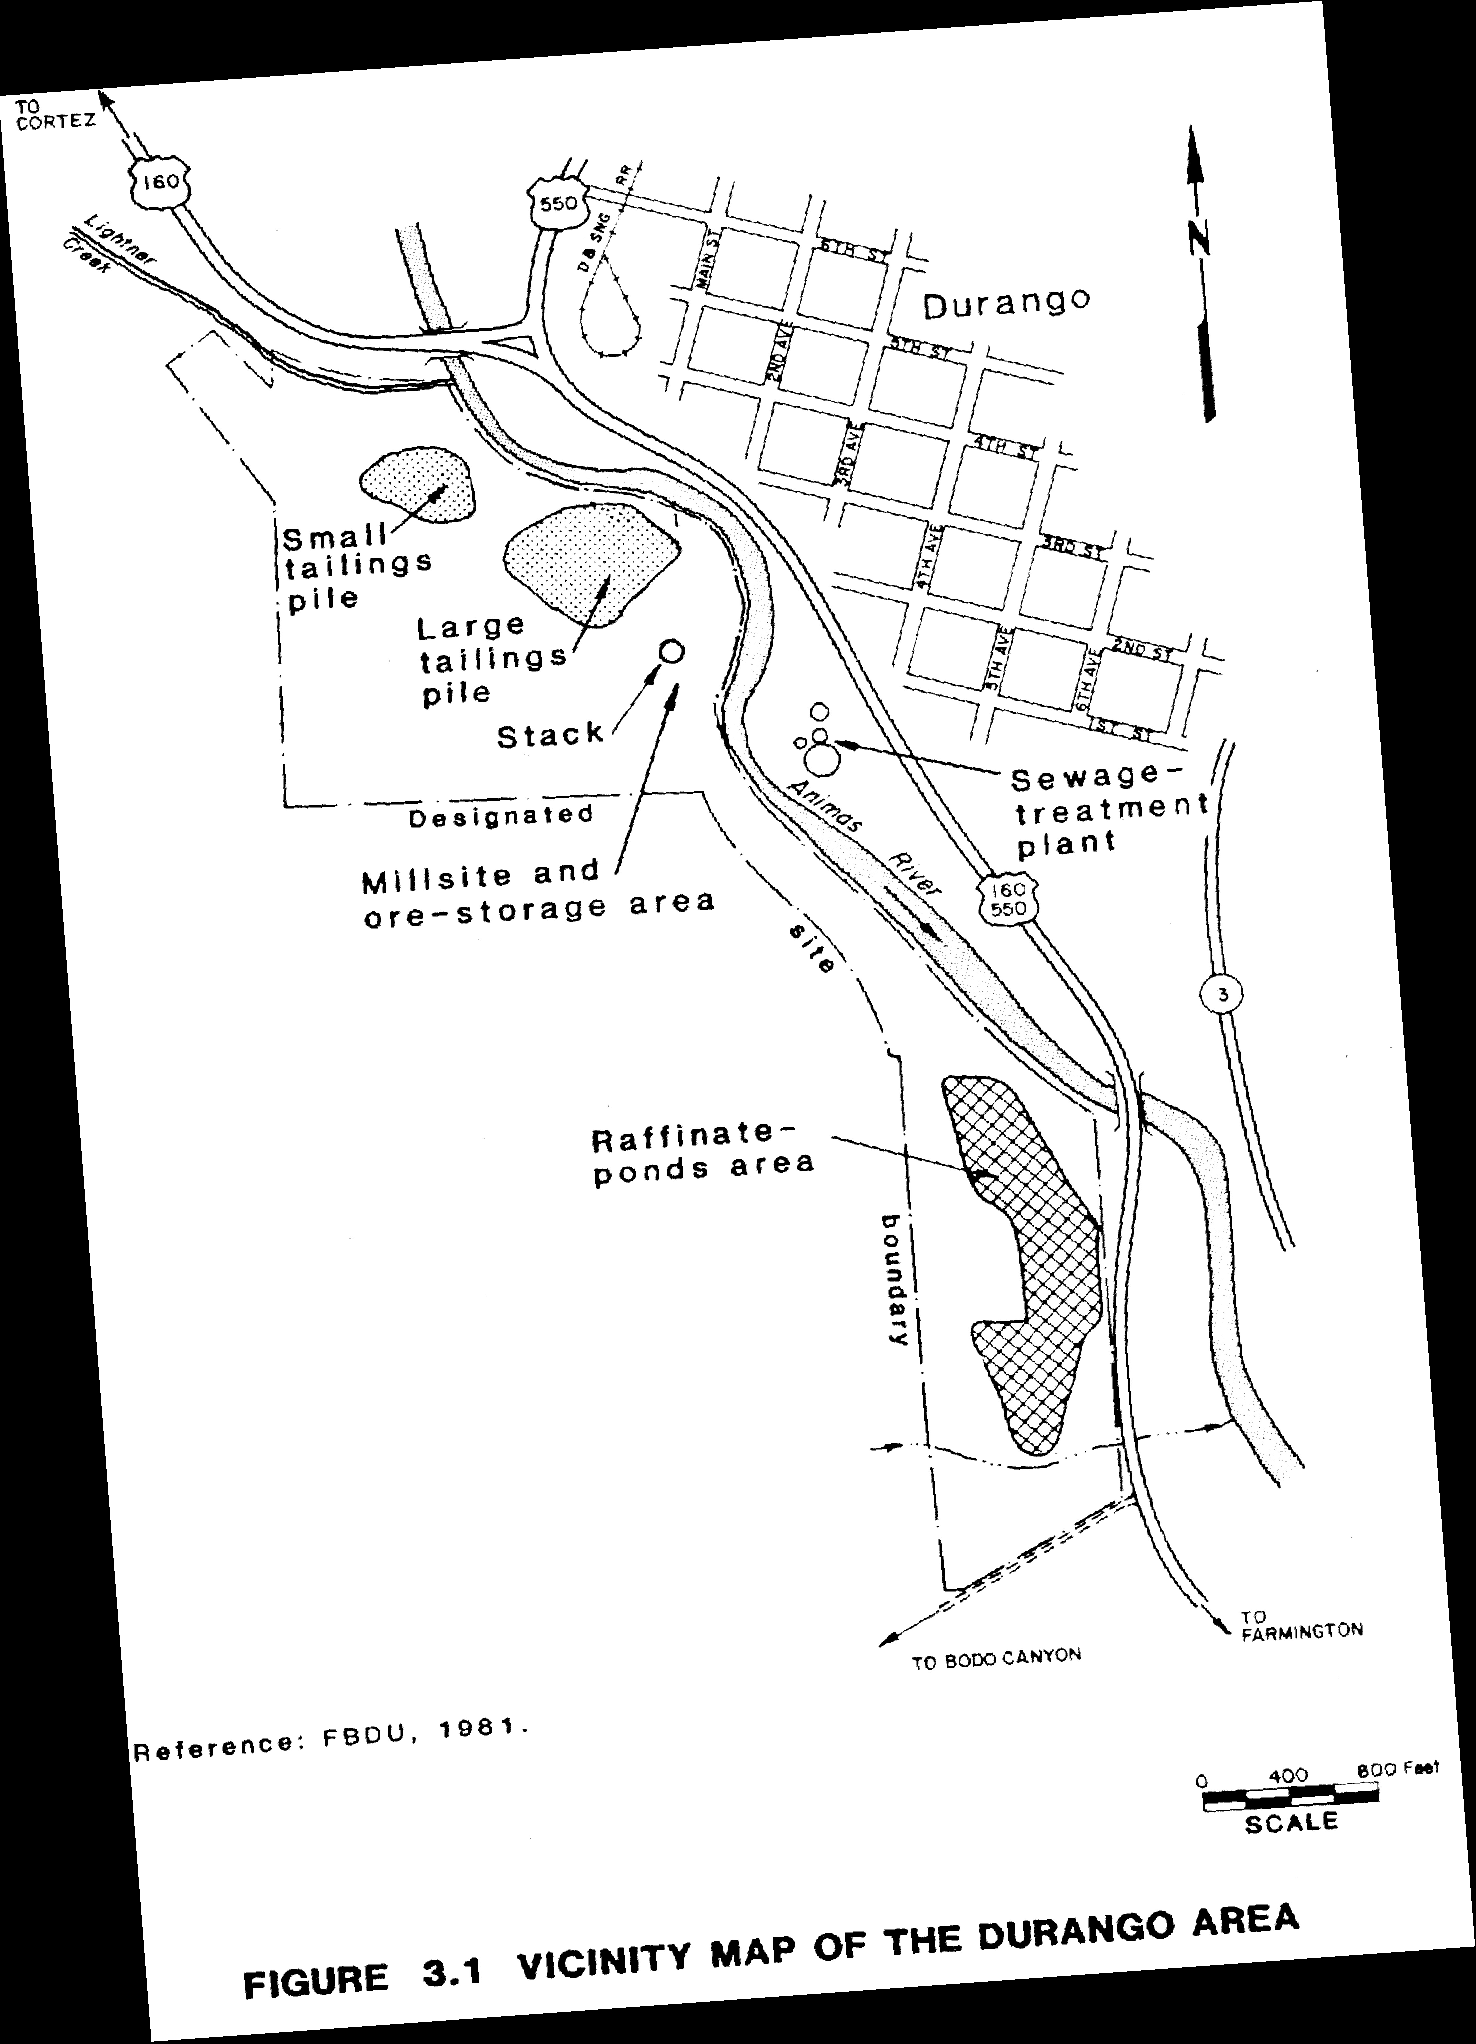 TO
CORTEZ
160
550
D & SNG RR
Lightner
Creek
MAIN ST
6TH ST
N
Durango
2ND AVE
5TH ST
3RD AVE
4TH ST
Small
tailings
pile
4TH AVE
3RD ST
Large
tailings
pile
5TH AVE
6TH AVE
2ND ST
1ST ST
Stack
Sewage-
treatment
plant
Animas
River
Designated
Millsite and
ore-storage area
160
550
site
3
Raffinate-
ponds area
boundary
TO
FARMINGTON
TO BODO CANYON
Reference: FBDU, 1981.
0 400 800 Feet
SCALE
FIGURE 3.1 VICINITY MAP OF THE DURANGO AREA